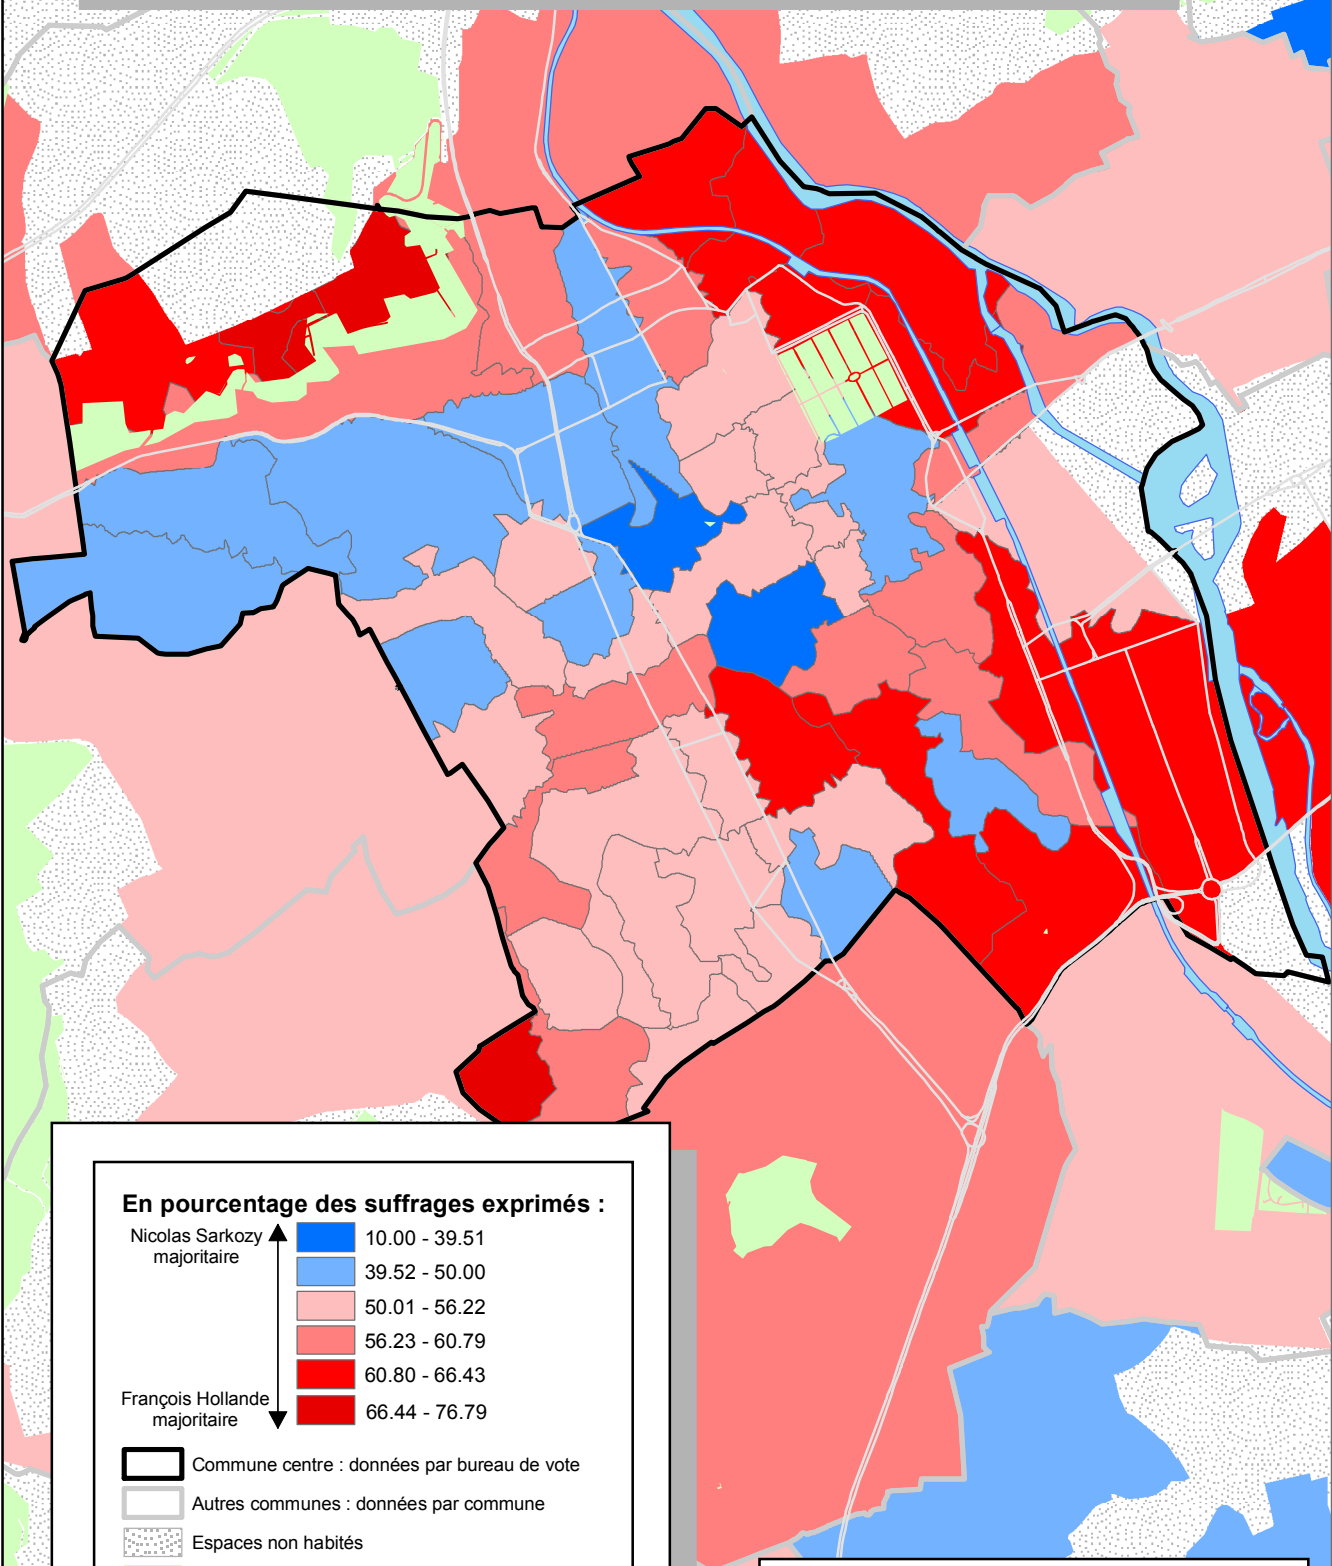 En pourcentage des suffrages exprimés :
Nicolas Sarkozy
majoritaire
10.00 - 39.51
39.52 - 50.00
50.01 - 56.22
56.23 - 60.79
60.80 - 66.43
66.44 - 76.79
François Hollande
majoritaire
Commune centre : données par bureau de vote
Autres communes : données par commune
Espaces non habités